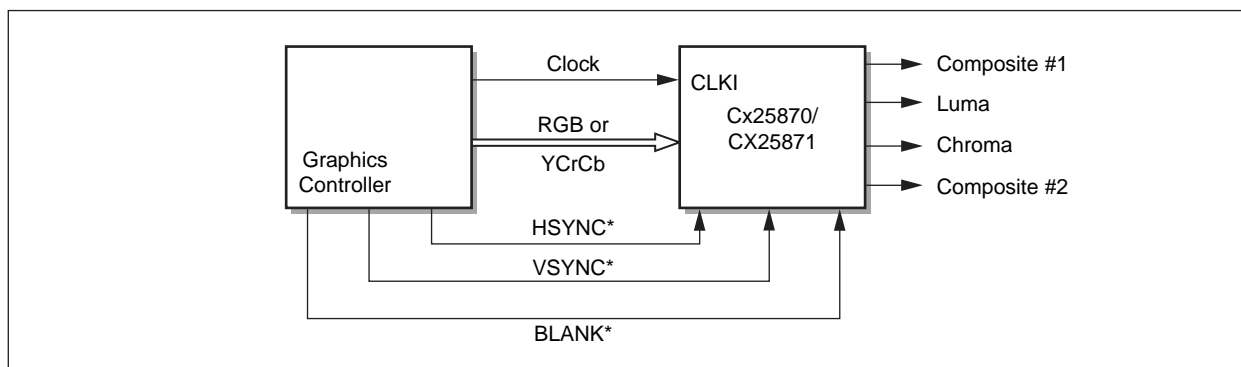 Clock
RGB or
YCrCb
Graphics
Controller
CLKI
Cx25870/
CX25871
Composite #1
Luma
Chroma
Composite #2
HSYNC*
VSYNC*
BLANK*